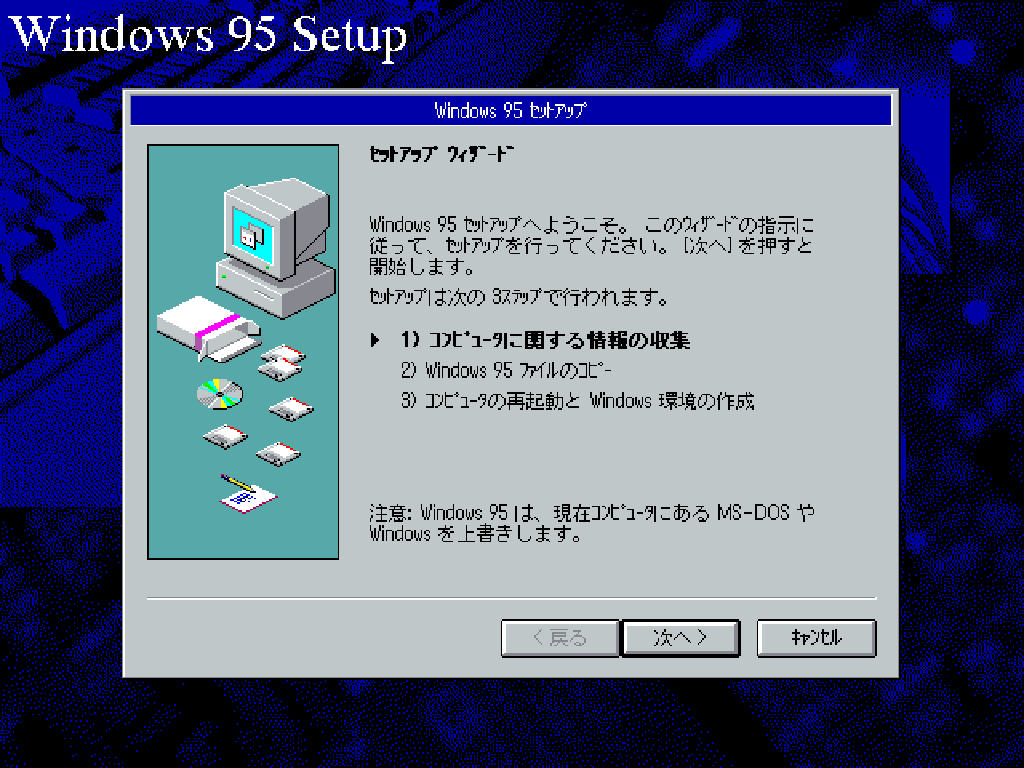 Windows 95 Setup
Windows 95 ｾｯﾄｱｯﾌﾟ
ｾｯﾄｱｯﾌﾟ ｳｨｻﾞｰﾄﾞ
Windows 95 ｾｯﾄｱｯﾌﾟへようこそ。 このｳｨｻﾞｰﾄﾞの指示に
従って、ｾｯﾄｱｯﾌﾟを行ってください。[次へ] を押すと
開始します。
ｾｯﾄｱｯﾌﾟは次の 3ｽﾃｯﾌﾟで行われます。
1) ｺﾝﾋﾟｭｰﾀに関する情報の収集
2) Windows 95 ﾌｧｲﾙのｺﾋﾟｰ
3) ｺﾝﾋﾟｭｰﾀの再起動と Windows 環境の作成
注意: Windows 95 は、現在ｺﾝﾋﾟｭｰﾀにある MS-DOS や
Windows を上書きします。
< 戻る
次へ >
ｷｬﾝｾﾙ